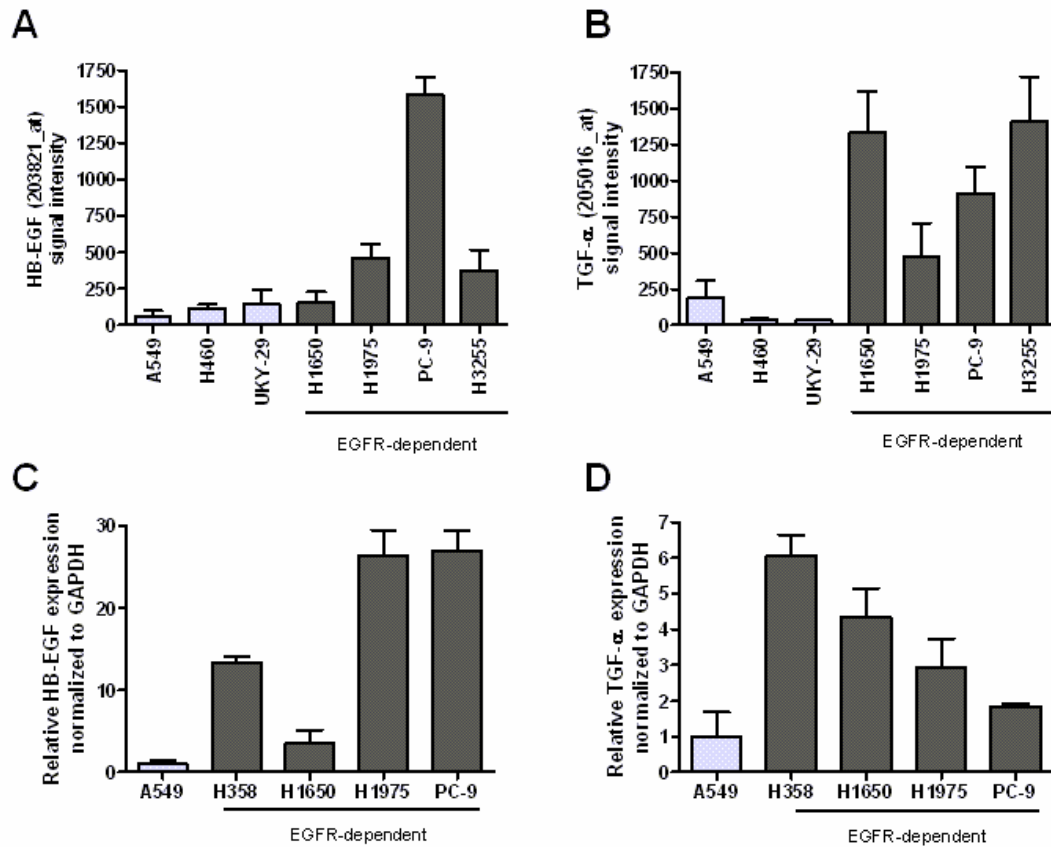 A
HB-EGF (203821_at)
signal intensity
1750
1500
1250
1000
750
500
250
0
A549
H460
UKY-29
H1650
H1975
PC-9
H3255
EGFR-dependent
B
TGF-α (205016_at)
signal intensity
1750
1500
1250
1000
750
500
250
0
A549
H460
UKY-29
H1650
H1975
PC-9
H3255
EGFR-dependent
C
Relative HB-EGF expression
normalized to GAPDH
30
20
10
0
A549 H358 H1650 H1975 PC-9
EGFR-dependent
D
Relative TGF-α expression
normalized to GAPDH
7
6
5
4
3
2
1
0
A549 H358 H1650 H1975 PC-9
EGFR-dependent